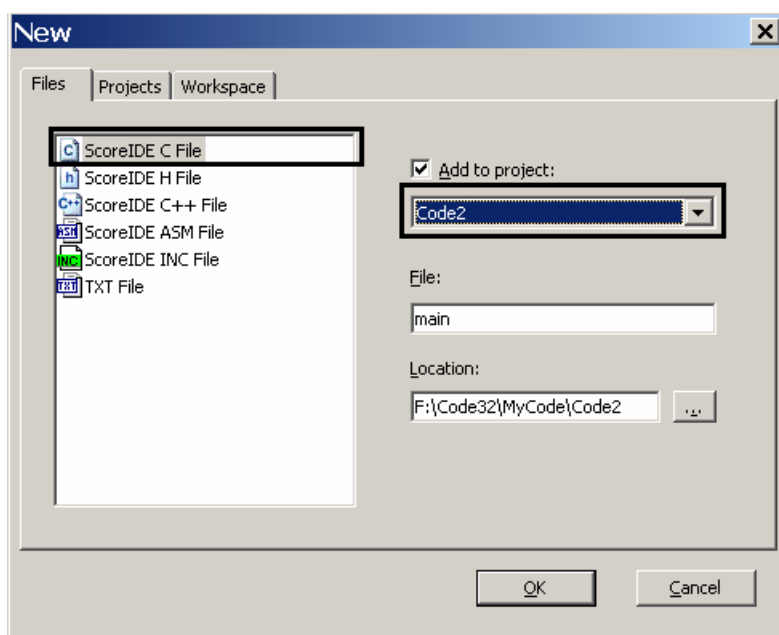 New
Files
Projects
Workspace
ScoreIDE C File
ScoreIDE H File
ScoreIDE C++ File
ScoreIDE ASM File
ScoreIDE INC File
TXT File
Add to project:
Code2
File:
main
Location:
F:\Code32\MyCode\Code2
...
OK
Cancel